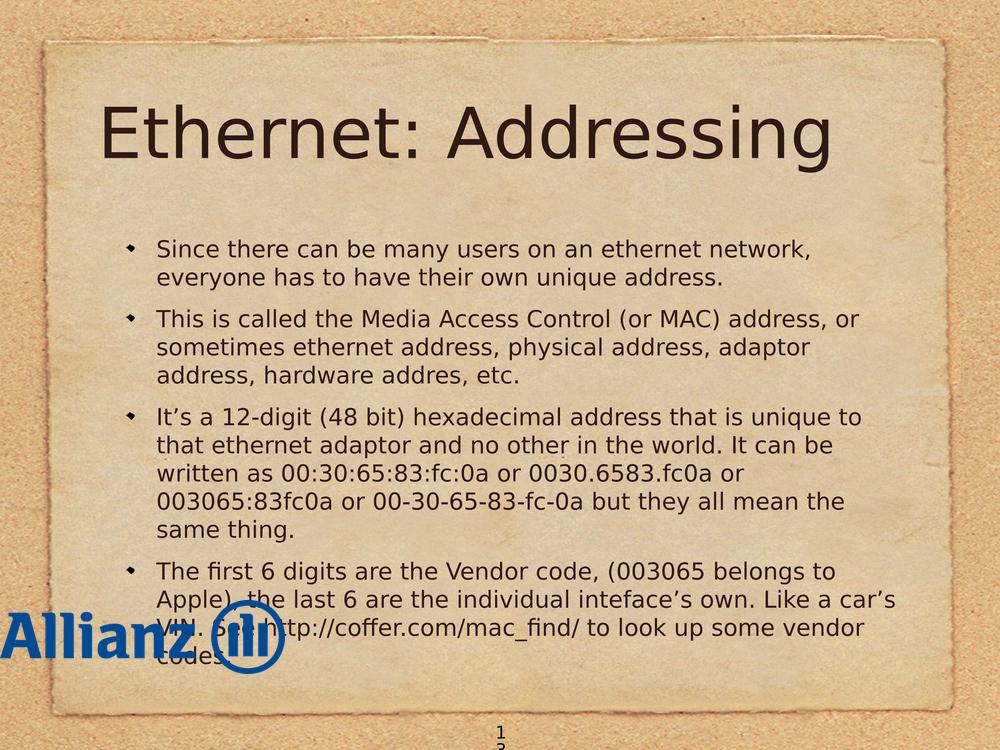 Ethernet: Addressing
Since there can be many users on an ethernet network,
everyone has to have their own unique address.
This is called the Media Access Control (or MAC) address, or
sometimes ethernet address, physical address, adaptor
address, hardware addres, etc.
It’s a 12-digit (48 bit) hexadecimal address that is unique to
that ethernet adaptor and no other in the world. It can be
written as 00:30:65:83:fc:0a or 0030.6583.fc0a or
003065:83fc0a or 00-30-65-83-fc-0a but they all mean the
same thing.
The first 6 digits are the Vendor code, (003065 belongs to
Apple), the last 6 are the individual inteface’s own. Like a car’s
VIN. See http://coffer.com/mac_find/ to look up some vendor
codes.
Allianz
1
3